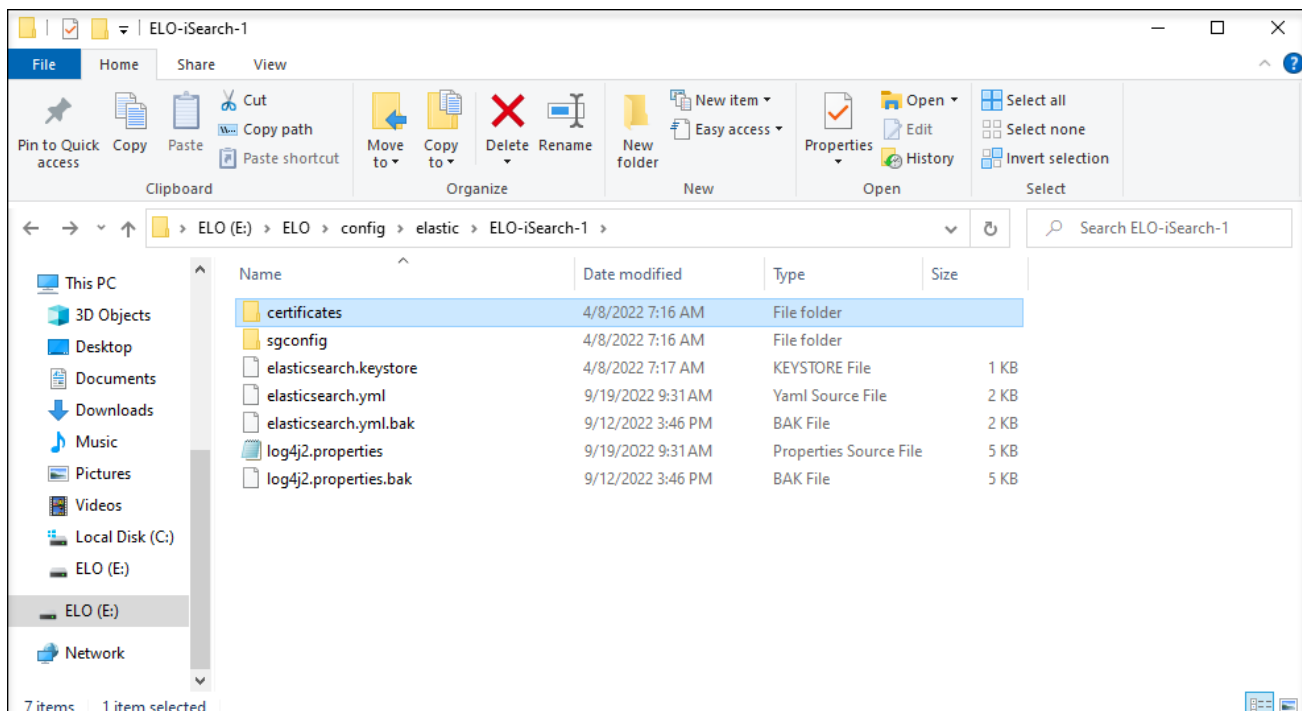 ELO-iSearch-1
File Home Share View
Pin to Quick access
Copy
Paste
Cut
Copy path
Paste shortcut
Clipboard
Move to
Copy to
Delete
Rename
Organize
New folder
New item
Easy access
New
Properties
Open
Edit
History
Open
Select all
Select none
Invert selection
Select
ELO (E:) > ELO > config > elastic > ELO-iSearch-1 >
Search ELO-iSearch-1
This PC
3D Objects
Desktop
Documents
Downloads
Music
Pictures
Videos
Local Disk (C:)
ELO (E:)
ELO (E:)
Network
Name Date modified Type Size
certificates 4/8/2022 7:16 AM File folder
sgconfig 4/8/2022 7:16 AM File folder
elasticsearch.keystore 4/8/2022 7:17 AM KEYSTORE File 1 KB
elasticsearch.yml 9/19/2022 9:31 AM Yaml Source File 2 KB
elasticsearch.yml.bak 9/12/2022 3:46 PM BAK File 2 KB
log4j2.properties 9/19/2022 9:31 AM Properties Source File 5 KB
log4j2.properties.bak 9/12/2022 3:46 PM BAK File 5 KB
7 items 1 item selected